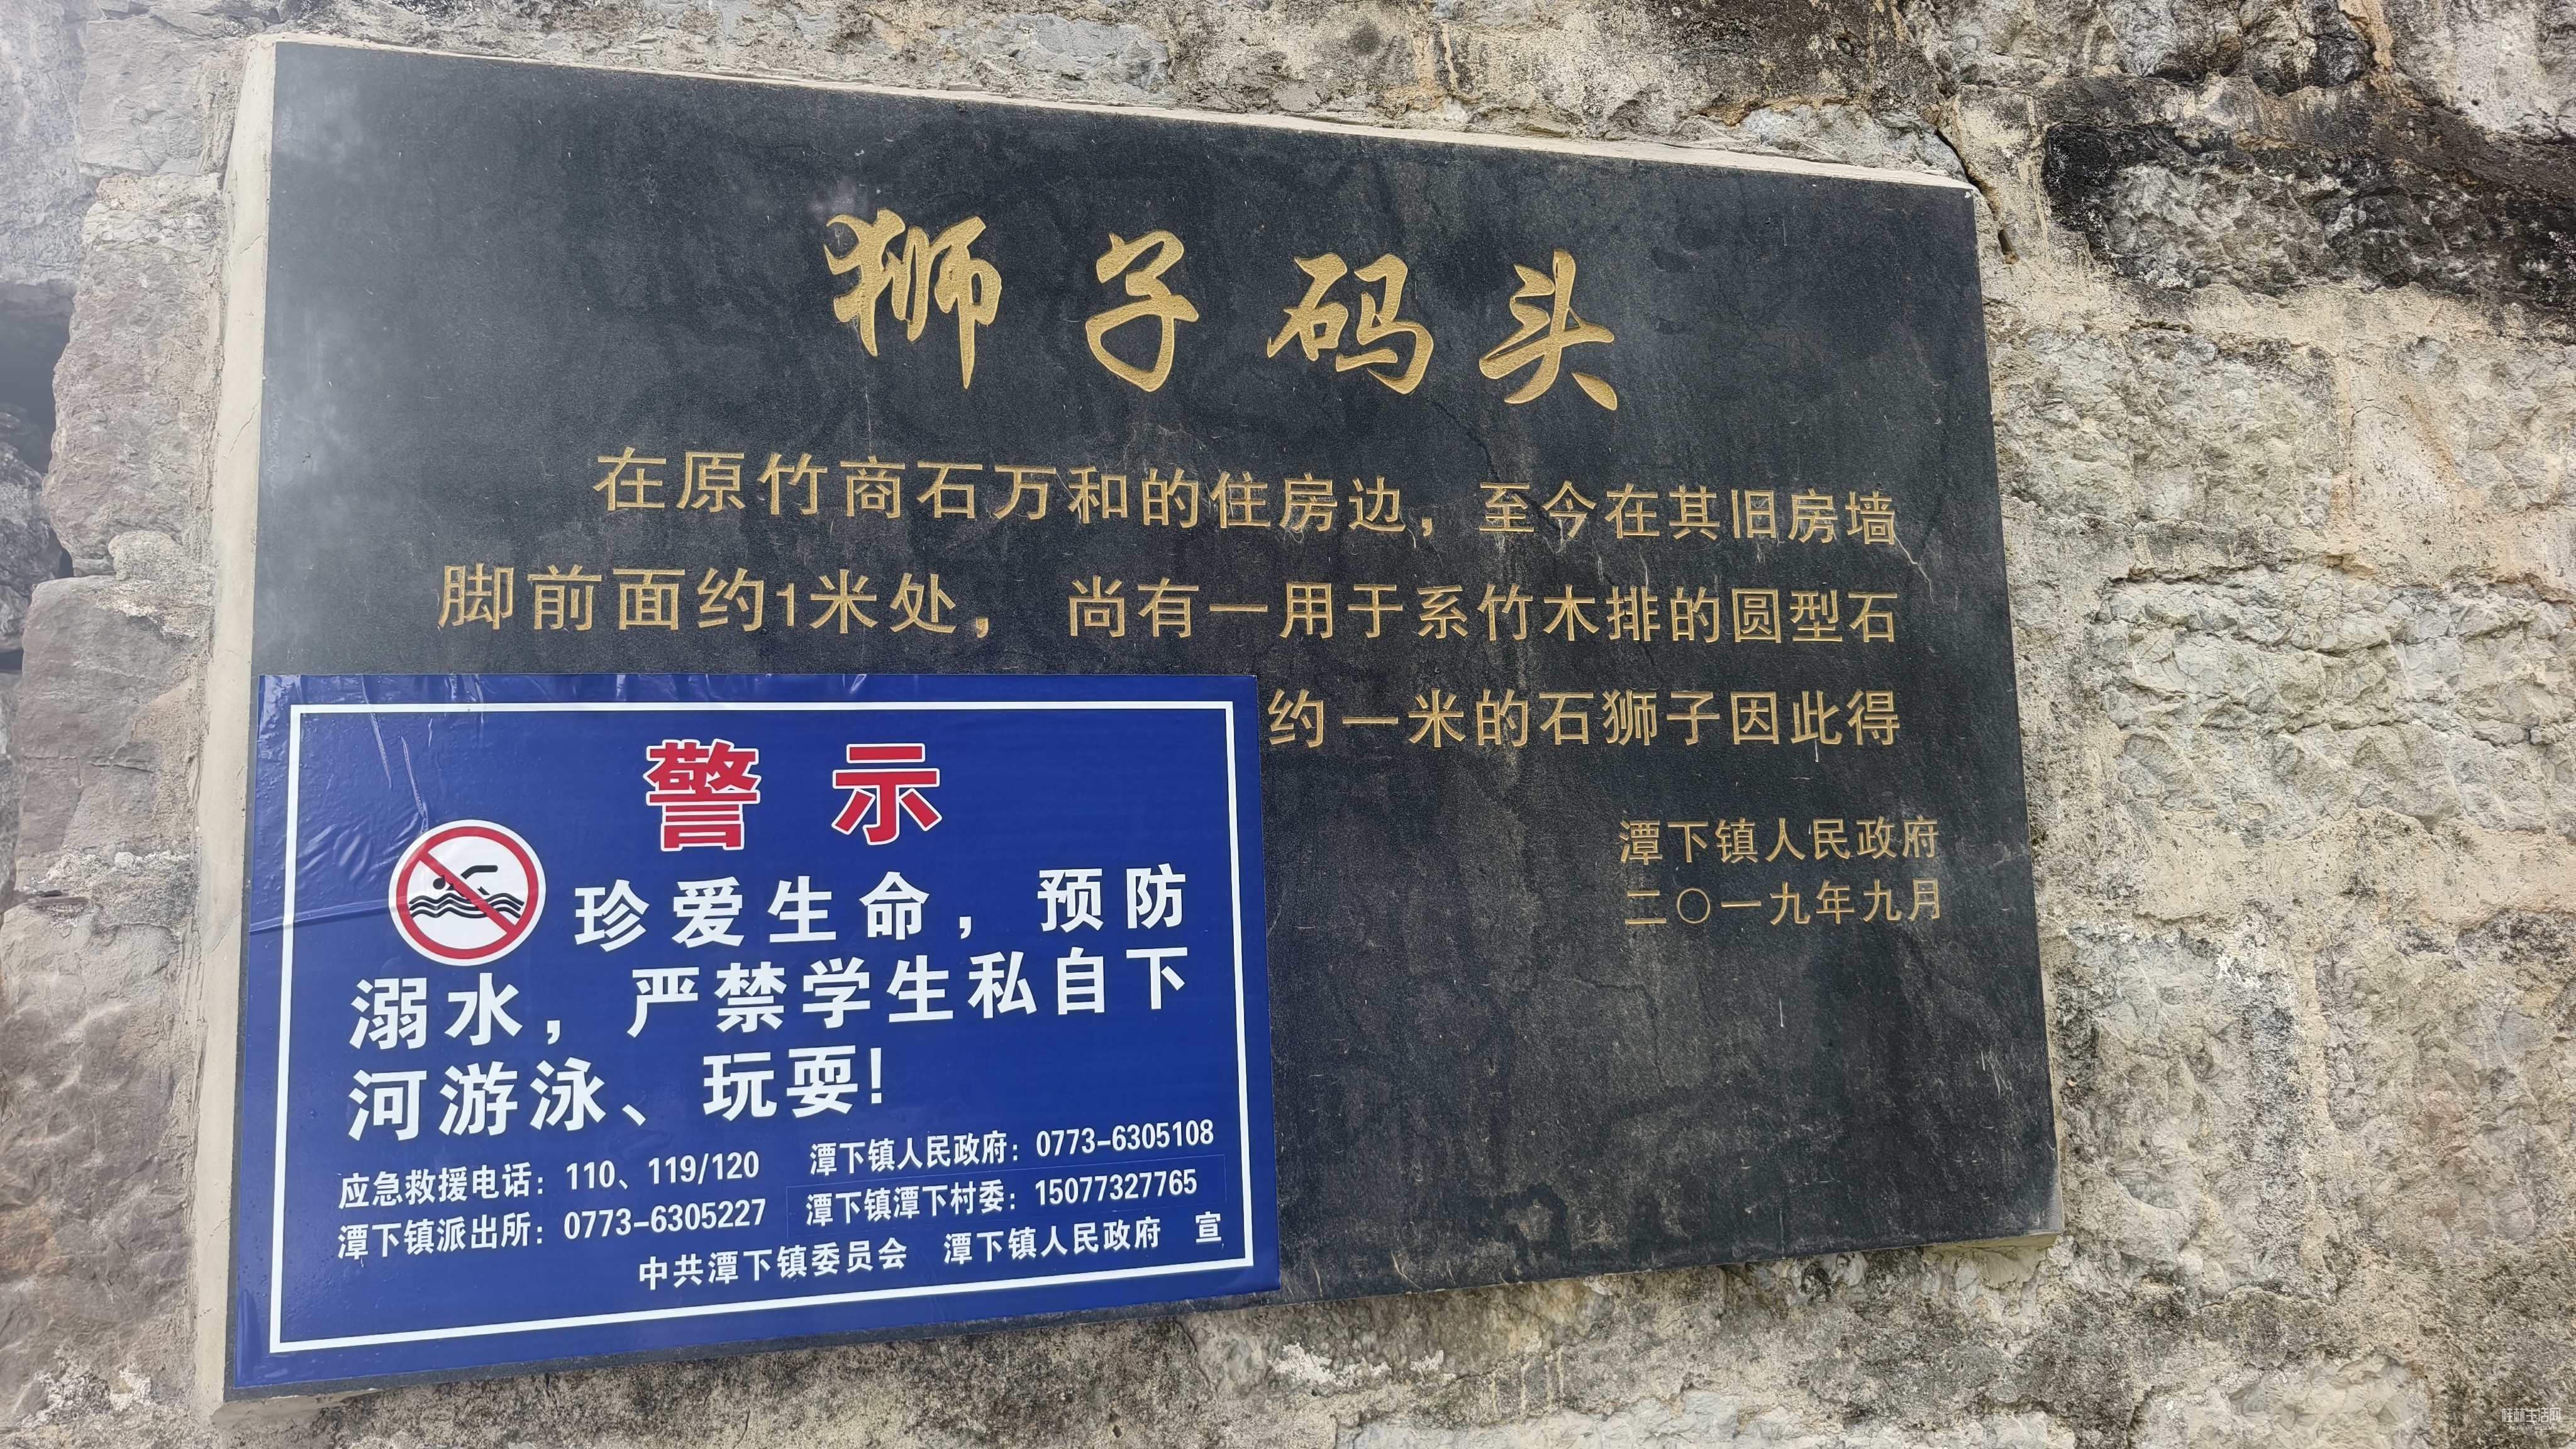 狮子码头
在原竹商石万和的住房边，至今在其旧房墙
脚前面约1米处，尚有一用于系竹木排的圆型石
约一米的石狮子因此得
潭下镇人民政府
二〇一九年九月
警示
珍爱生命，预防
溺水，严禁学生私自下
河游泳、玩耍！
应急救援电话：110、119/120 潭下镇人民政府：0773-6305108
潭下镇派出所：0773-6305227 潭下镇潭下村委：15077327765
中共潭下镇委员会 潭下镇人民政府 宣
桂林生活网